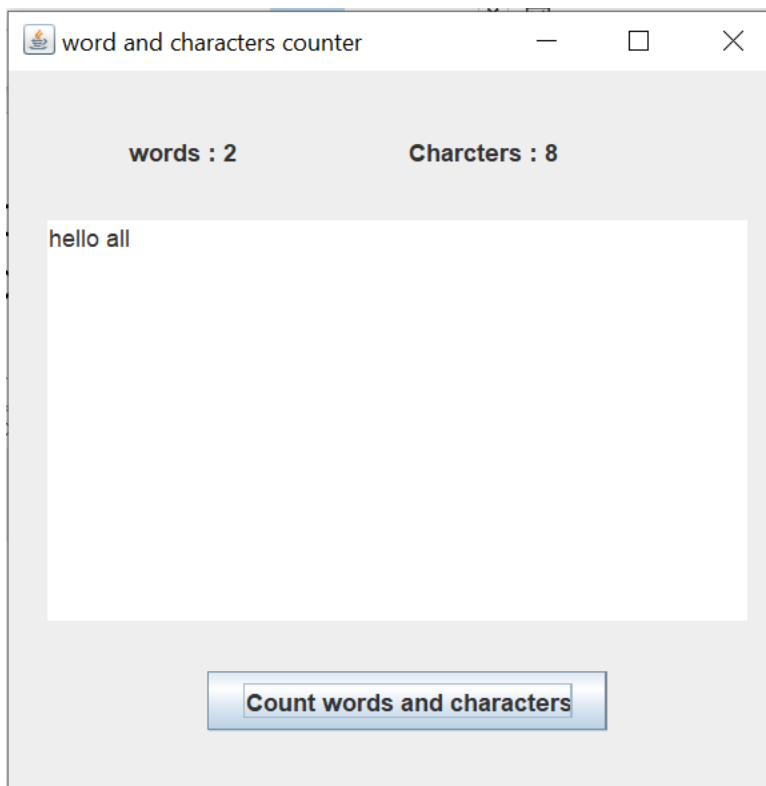 word and characters counter
words : 2 Charcters : 8
hello all
Count words and characters